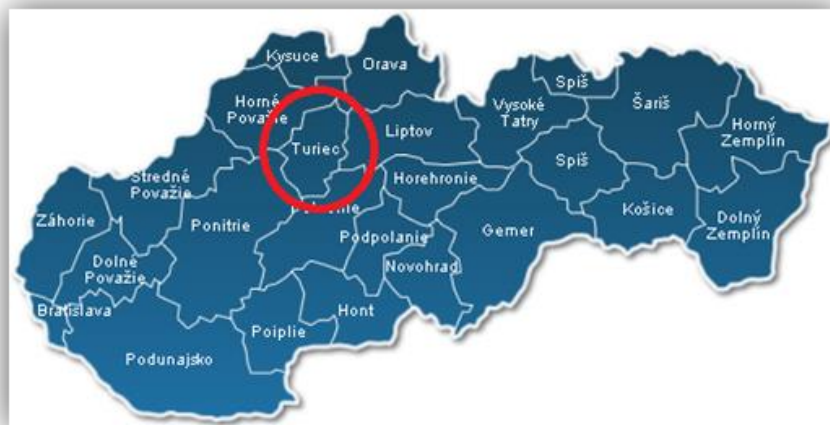 Kysuce
Orava
Spiš
Horné
Považie
Vysoké
Tatry
Šariš
Turiec
Liptov
Horný
Zemplín
Spiš
Stredné
Považie
Horehronie
Záhorie
Ponitrie
Košice
Dolný
Zemplín
Podpolanie
Gemer
Dolné
Považie
Novohrad
Bratislava
Poiplie
Hont
Podunajsko